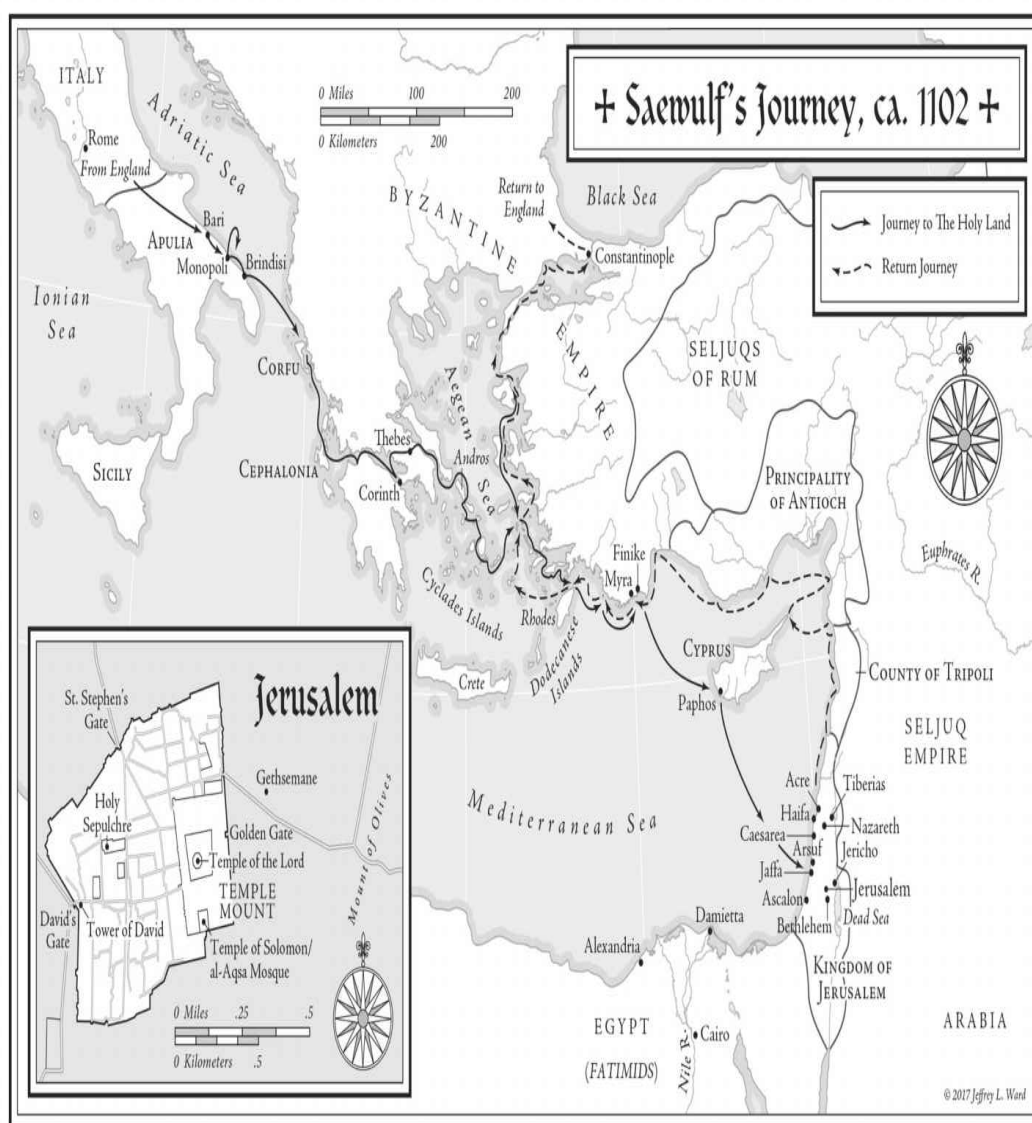 + Saewulf's Journey, ca. 1102 +
0 Miles 100 200
0 Kilometers 200
Journey to The Holy Land
Return Journey
ITALY
Rome
From England
Adriatic Sea
Bari
APULIA
Monopoli
Brindisi
Ionian
Sea
CORFU
SICILY
CEPHALONIA
Thebes
Corinth
BYZANTINE
EMPIRE
Return to
England
Black Sea
Constantinople
SELJUQS
OF RUM
Aegean
Sea
Andros
PRINCIPALITY
OF ANTIOCH
Euphrates R.
Finike
Myra
Cyclades Islands
Rhodes
Dodecanese
Islands
Crete
CYPRUS
Paphos
COUNTY OF TRIPOLI
SELJUQ
EMPIRE
Mediterranean Sea
Acre
Tiberias
Haifa
Nazareth
Caesarea
Arsuf
Jericho
Jaffa
Jerusalem
Ascalon
Dead Sea
Bethlehem
Damietta
Alexandria
KINGDOM OF
JERUSALEM
EGYPT
(FATIMIDS)
Nile R.
Cairo
ARABIA
© 2017 Jeffrey L. Ward
Jerusalem
St. Stephen's
Gate
Gethsemane
Holy
Sepulchre
Golden Gate
Temple of the Lord
TEMPLE
MOUNT
Mount of Olives
David's
Gate
Tower of David
Temple of Solomon/
al-Aqsa Mosque
0 Miles .25 .5
0 Kilometers .5